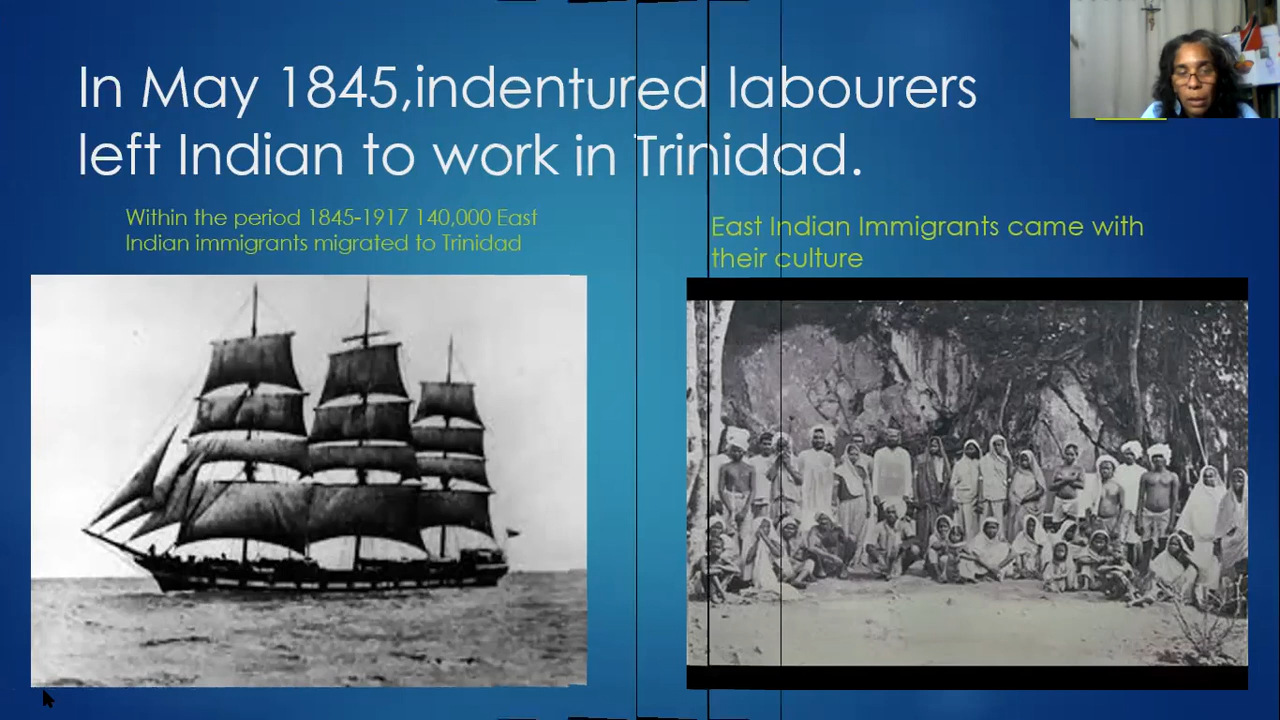 In May 1845,indentured labourers
left Indian to work in Trinidad.
Within the period 1845-1917 140,000 East
Indian immigrants migrated to Trinidad
East Indian Immigrants came with
their culture